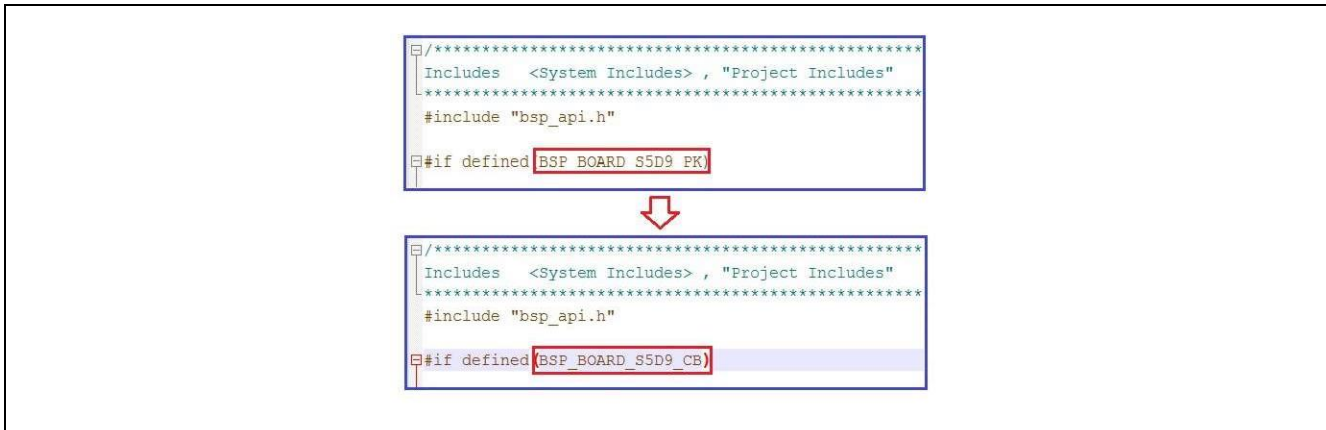 /***************************************************
Includes   <System Includes> , "Project Includes"
***************************************************
#include "bsp_api.h"
#if defined(BSP_BOARD_S5D9_PK)
/***************************************************
Includes   <System Includes> , "Project Includes"
***************************************************
#include "bsp_api.h"
#if defined(BSP_BOARD_S5D9_CB)